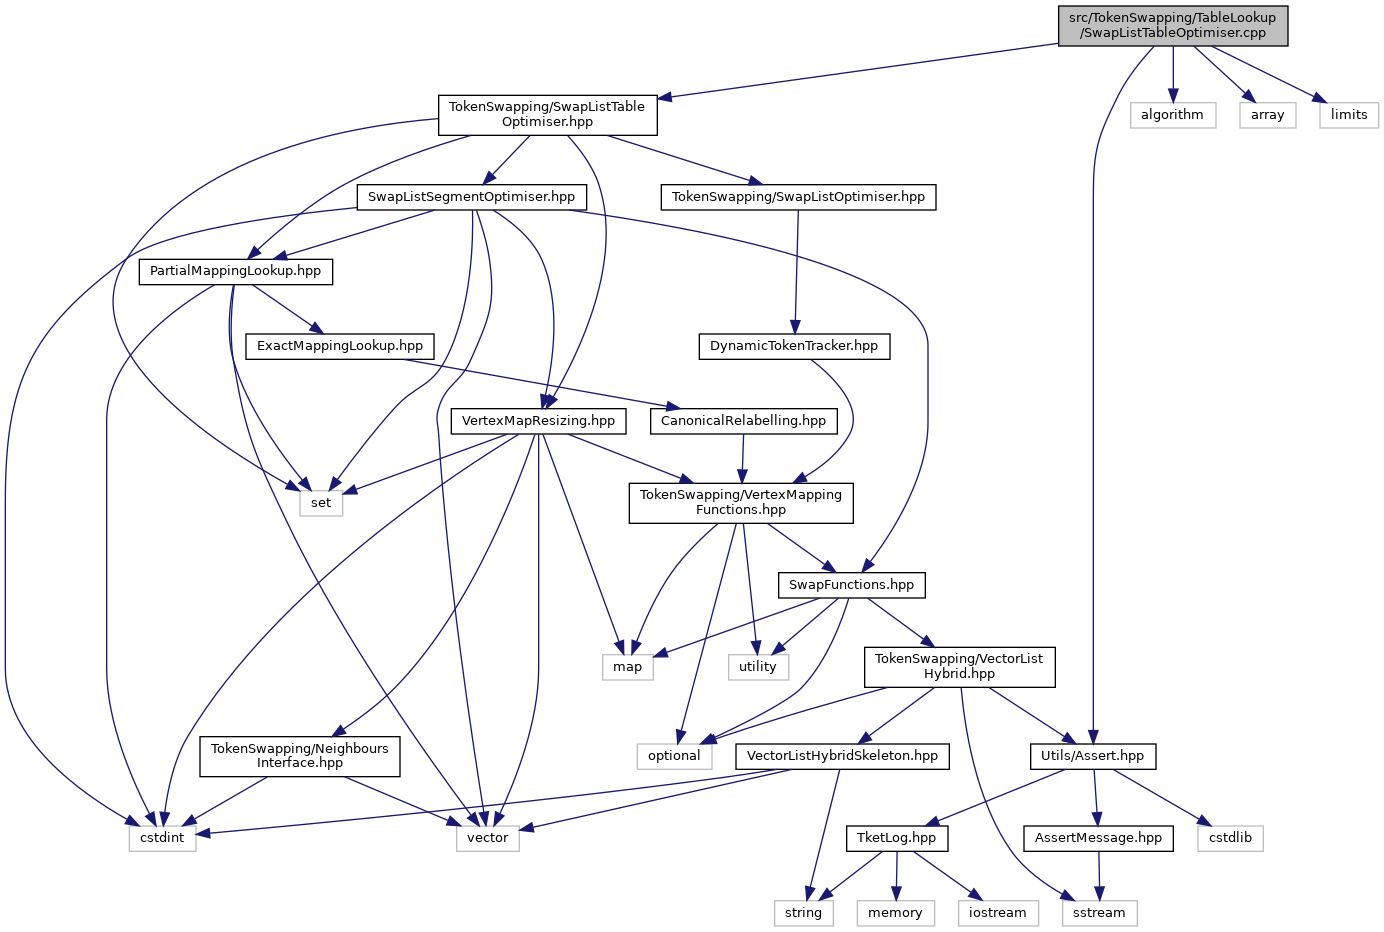 src/TokenSwapping/TableLookup
/SwapListTableOptimiser.cpp
TokenSwapping/SwapListTable
Optimiser.hpp
algorithm
array
limits
SwapListSegmentOptimiser.hpp
TokenSwapping/SwapListOptimiser.hpp
PartialMappingLookup.hpp
ExactMappingLookup.hpp
DynamicTokenTracker.hpp
VertexMapResizing.hpp
CanonicalRelabelling.hpp
set
TokenSwapping/VertexMapping
Functions.hpp
SwapFunctions.hpp
map
utility
TokenSwapping/VectorList
Hybrid.hpp
TokenSwapping/Neighbours
Interface.hpp
optional
VectorListHybridSkeleton.hpp
Utils/Assert.hpp
cstdint
vector
TketLog.hpp
AssertMessage.hpp
cstdlib
string
memory
iostream
sstream